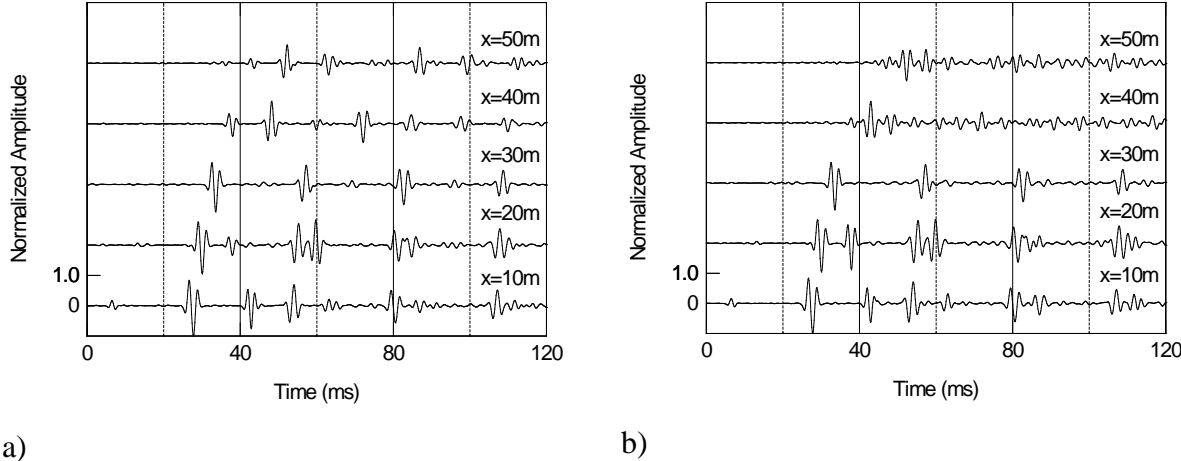 Normalized Amplitude
x=50m
x=40m
x=30m
x=20m
1.0
x=10m
0
0 40 80 120
Time (ms)
a)
Normalized Amplitude
x=50m
x=40m
x=30m
x=20m
1.0
x=10m
0
0 40 80 120
Time (ms)
b)